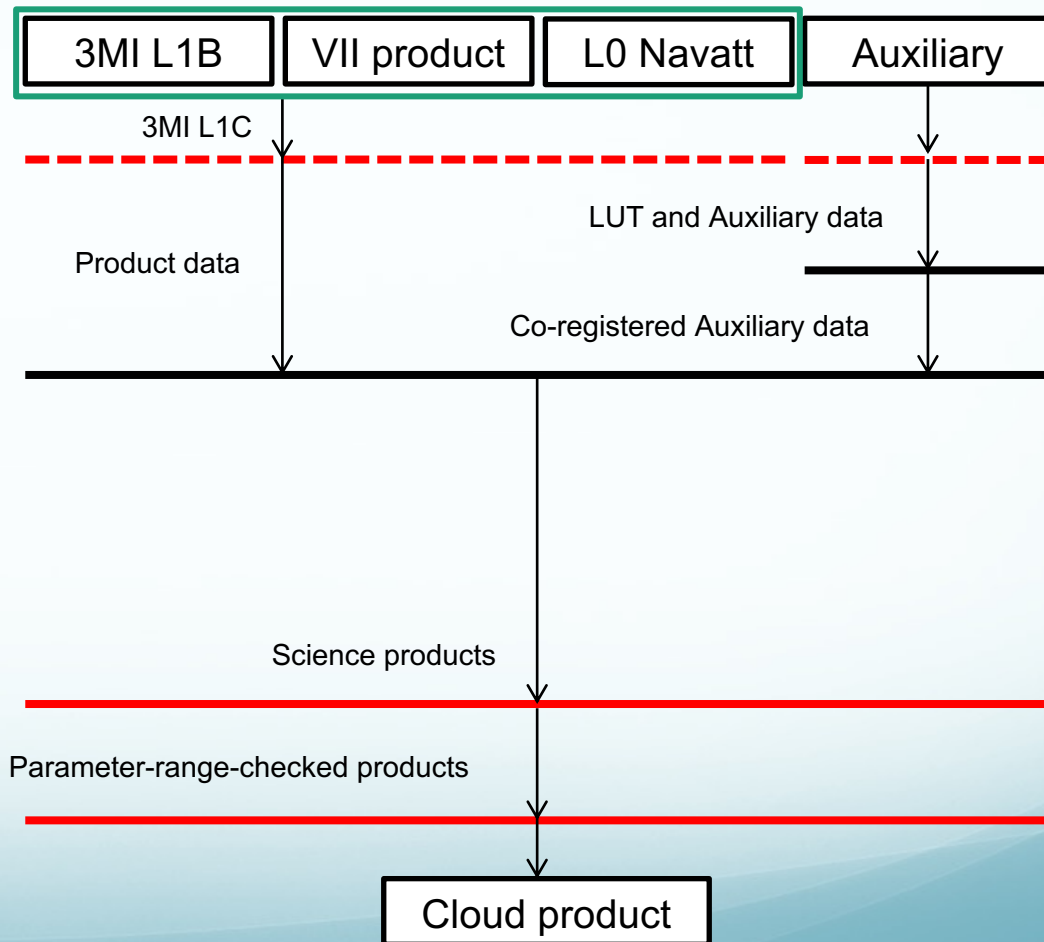 3MI L1B
VII product
L0 Navatt
Auxiliary
3MI L1C
LUT and Auxiliary data
Product data
Co-registered Auxiliary data
Science products
Parameter-range-checked products
Cloud product